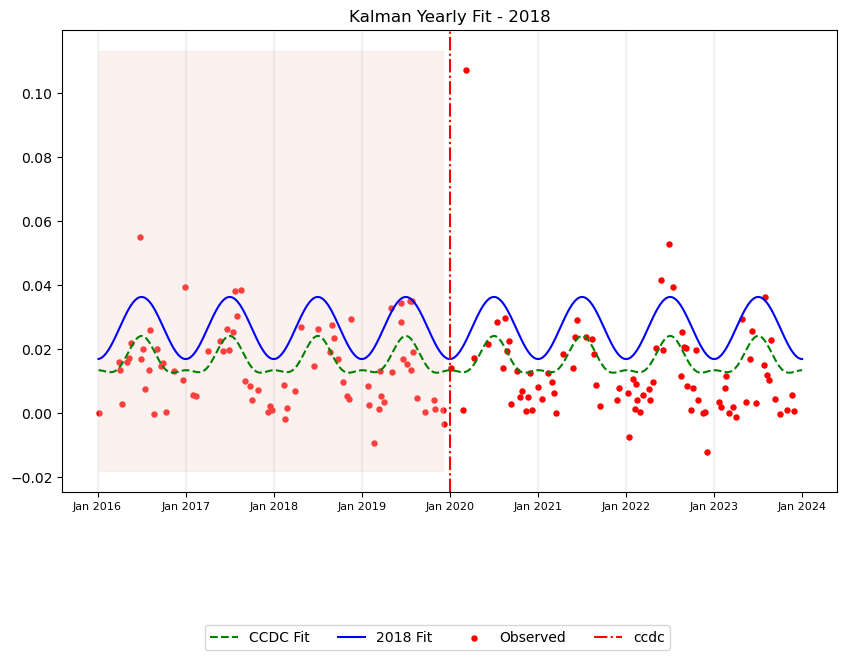 Kalman Yearly Fit - 2018
0.10
0.08
0.06
0.04
0.02
0.00
−0.02
Jan 2016 Jan 2017 Jan 2018 Jan 2019 Jan 2020 Jan 2021 Jan 2022 Jan 2023 Jan 2024
CCDC Fit 2018 Fit Observed ccdc